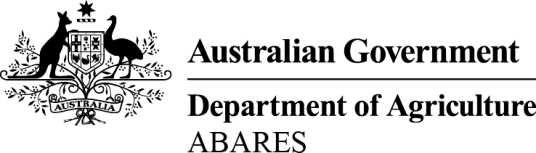 Australian Government
Department of Agriculture
ABARES
AUSTRALIA